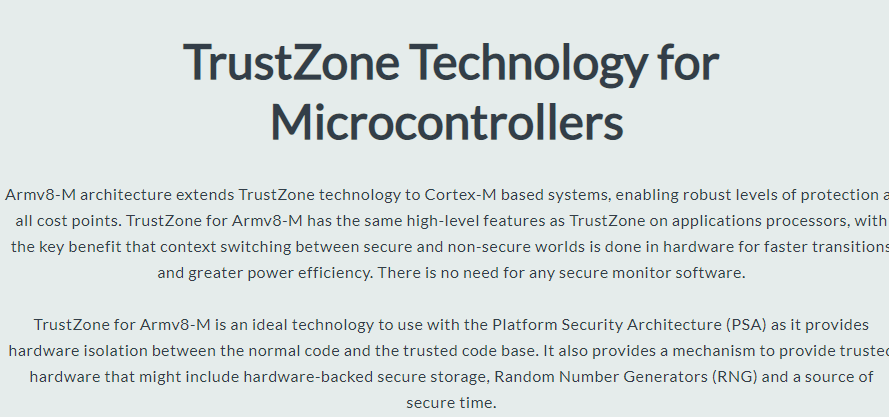 TrustZone Technology for
Microcontrollers
Armv8-M architecture extends TrustZone technology to Cortex-M based systems, enabling robust levels of protection a
all cost points. TrustZone for Armv8-M has the same high-level features as TrustZone on applications processors, with
the key benefit that context switching between secure and non-secure worlds is done in hardware for faster transitions
and greater power efficiency. There is no need for any secure monitor software.
TrustZone for Armv8-M is an ideal technology to use with the Platform Security Architecture (PSA) as it provides
hardware isolation between the normal code and the trusted code base. It also provides a mechanism to provide trusted
hardware that might include hardware-backed secure storage, Random Number Generators (RNG) and a source of
secure time.